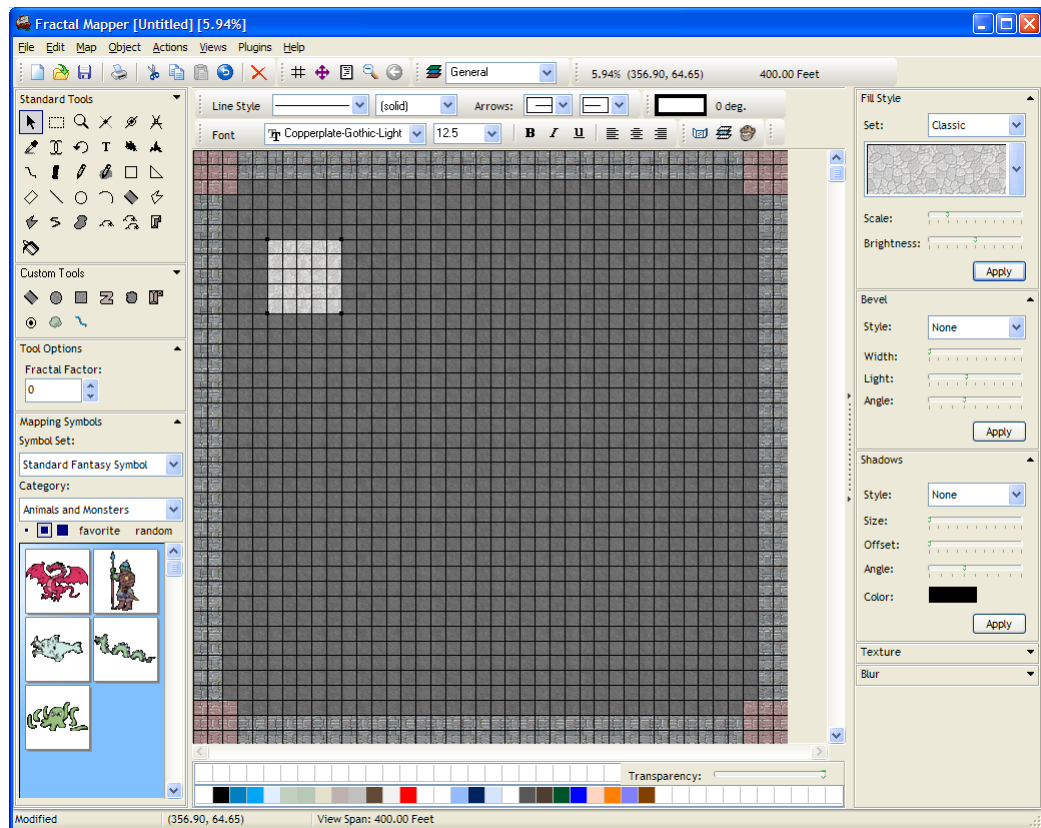 Fractal Mapper [Untitled] [5.94%]
File Edit Map Object Actions Views Plugins Help
General
5.94% (356.90, 64.65) 400.00 Feet
Standard Tools
Line Style (solid) Arrows: 0 deg.
Font Copperplate-Gothic-Light 12.5 B I u
T
Custom Tools
Tool Options
Fractal Factor:
0
Mapping Symbols
Symbol Set:
Standard Fantasy Symbol
Category:
Animals and Monsters
favorite random
Fill Style
Set: Classic
Scale:
Brightness:
Apply
Bevel
Style: None
Width:
Light:
Angle:
Apply
Shadows
Style: None
Size:
Offset:
Angle:
Color:
Apply
Texture
Blur
Transparency:
Modified (356.90, 64.65) View Span: 400.00 Feet